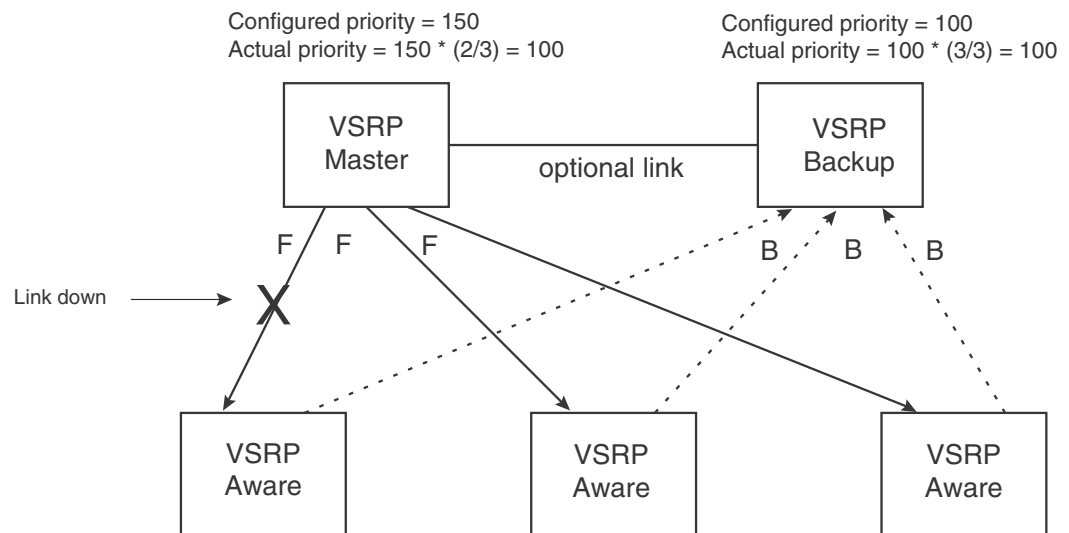 Configured priority = 150
Actual priority = 150 * (2/3) = 100
Configured priority = 100
Actual priority = 100 * (3/3) = 100
VSRP
Master
optional link
VSRP
Backup
F
F
F
B
B
B
Link down
X
VSRP
Aware
VSRP
Aware
VSRP
Aware